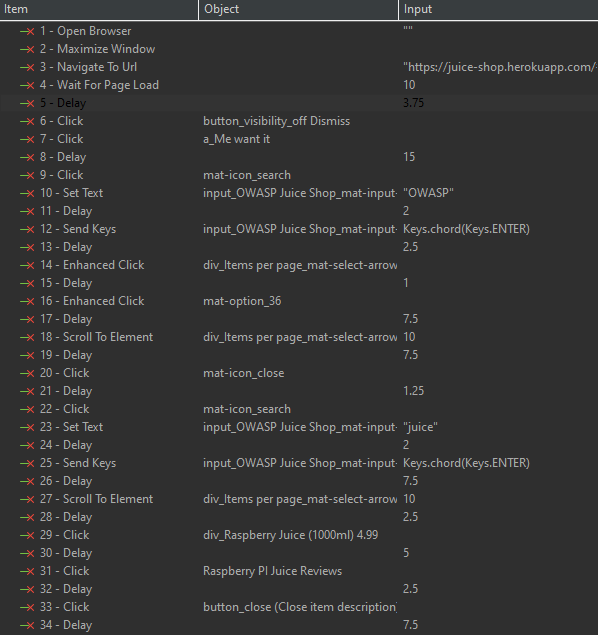 Item Object Input
1 - Open Browser ""
2 - Maximize Window
3 - Navigate To Url "https://juice-shop.herokuapp.com/
4 - Wait For Page Load 10
5 - Delay 3.75
6 - Click button_visibility_off Dismiss
7 - Click a_Me want it
8 - Delay 15
9 - Click mat-icon_search
10 - Set Text input_OWASP Juice Shop_mat-input- "OWASP"
11 - Delay 2
12 - Send Keys input_OWASP Juice Shop_mat-input- Keys.chord(Keys.ENTER)
13 - Delay 2.5
14 - Enhanced Click div_Items per page_mat-select-arrow
15 - Delay 1
16 - Enhanced Click mat-option_36
17 - Delay 7.5
18 - Scroll To Element div_Items per page_mat-select-arrow 10
19 - Delay 7.5
20 - Click mat-icon_close
21 - Delay 1.25
22 - Click mat-icon_search
23 - Set Text input_OWASP Juice Shop_mat-input- "juice"
24 - Delay 2
25 - Send Keys input_OWASP Juice Shop_mat-input- Keys.chord(Keys.ENTER)
26 - Delay 7.5
27 - Scroll To Element div_Items per page_mat-select-arrow 10
28 - Delay 2.5
29 - Click div_Raspberry Juice (1000ml) 4.99
30 - Delay 5
31 - Click Raspberry PI Juice Reviews
32 - Delay 2.5
33 - Click button_close (Close item description)
34 - Delay 7.5